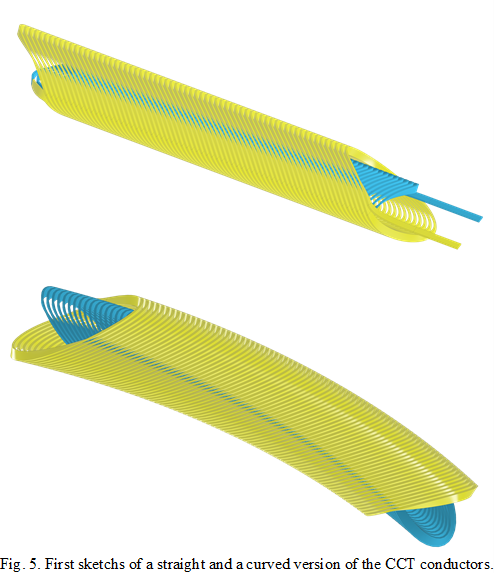 Fig. 5. First sketchs of a straight and a curved version of the CCT conductors.